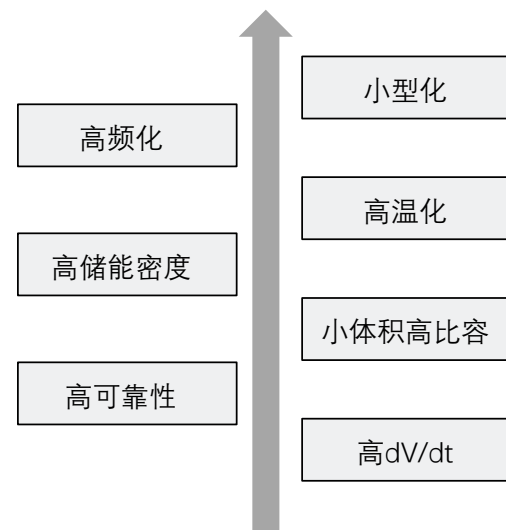 小型化
高频化
高温化
高储能密度
小体积高比容
高可靠性
高dV/dt